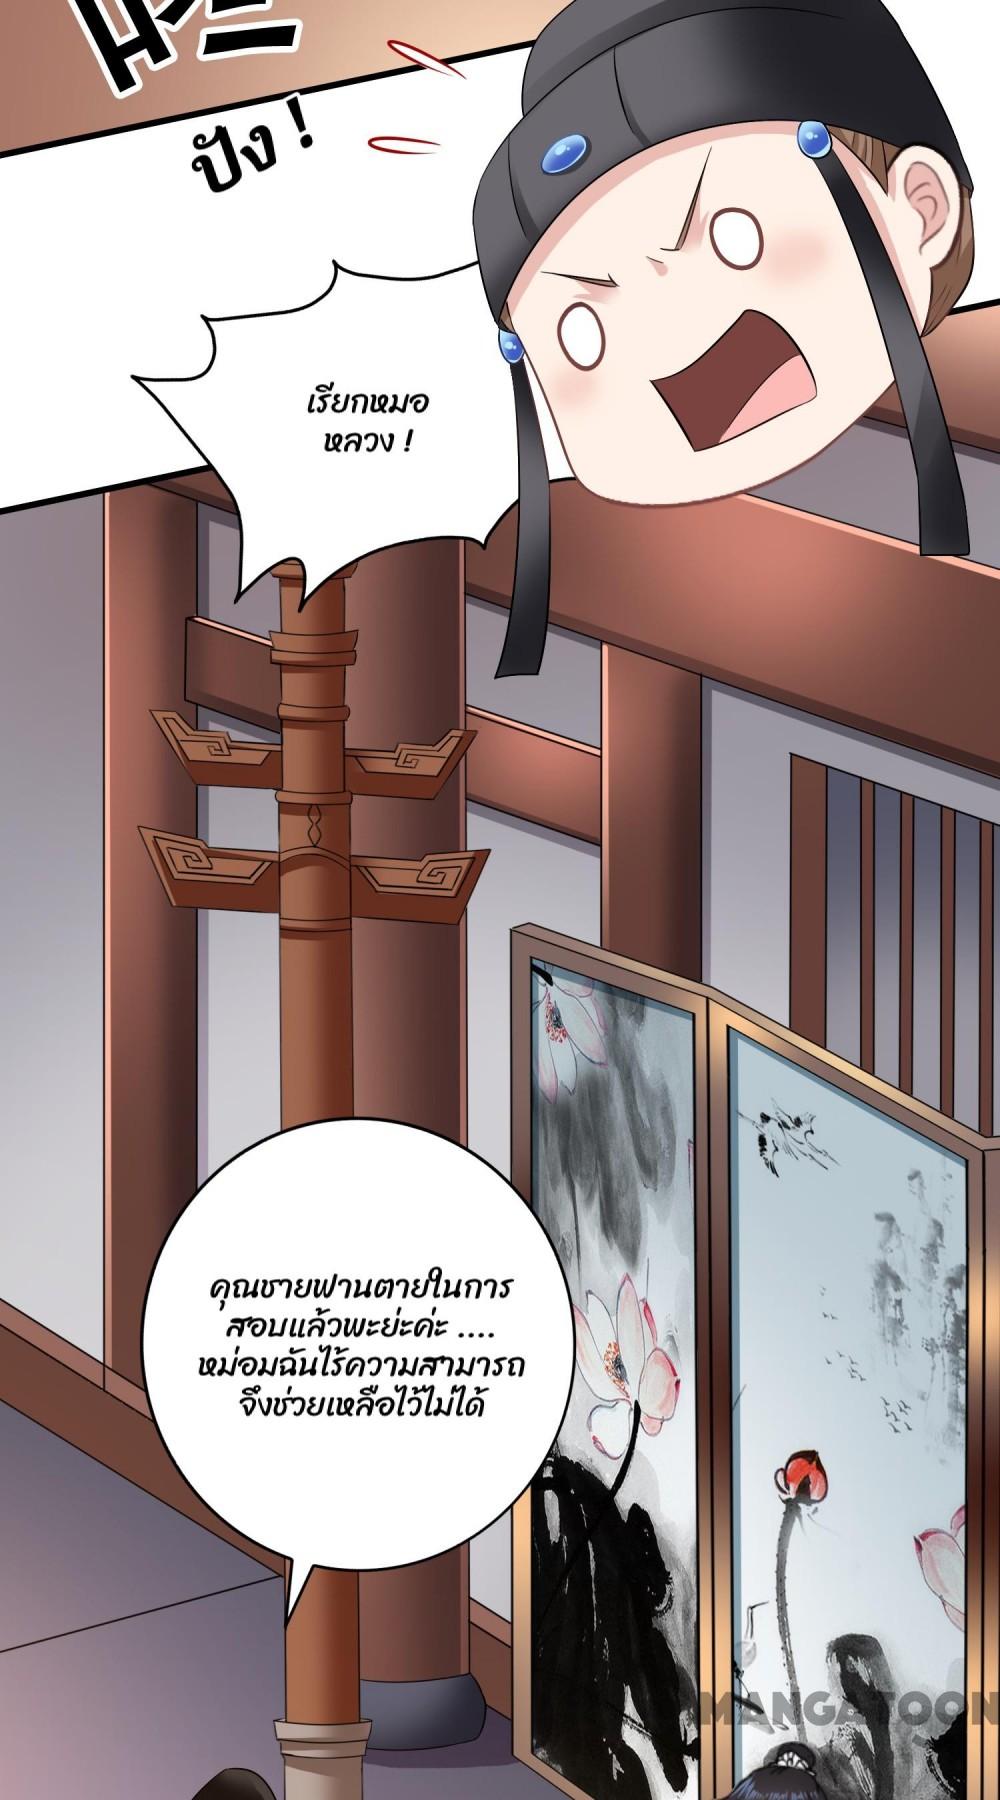 ปัง !
เรียกหมอ
หลวง !
คุณชายฟานตายในการ
สอบแล้วพะย่ะค่ะ ....
หม่อมฉันไร้ความสามารถ
จึงช่วยเหลือไว้ไม่ได้
MANGATOON